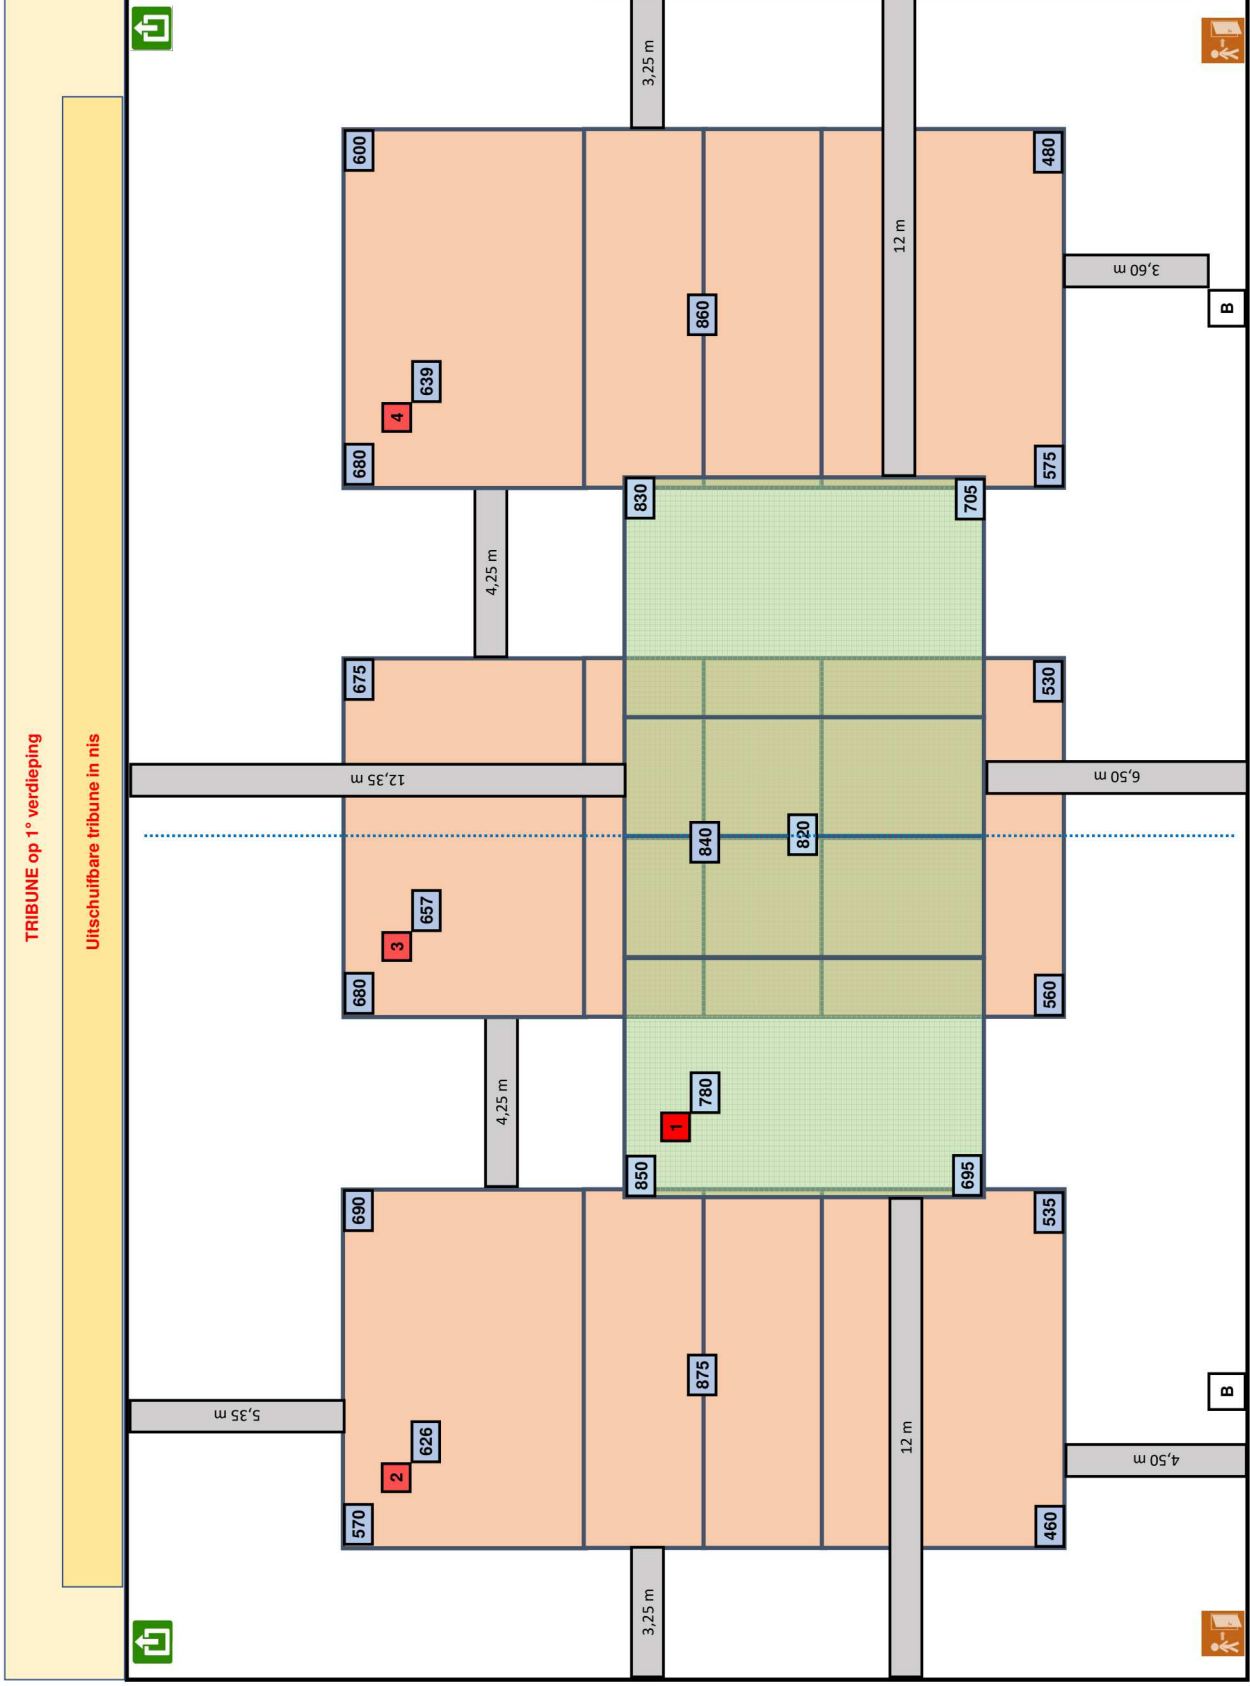 TRIBUNE op 1° verdieping
Uitschuifbare tribune in nis
3,25 m
12 m
600
480
3,60 m
B
860
4
639
680
575
830
705
4,25 m
675
530
12,35 m
6,50 m
840
820
3
657
680
560
1
780
4,25 m
850
695
690
535
875
5,35 m
B
2
626
12 m
4,50 m
570
460
3,25 m